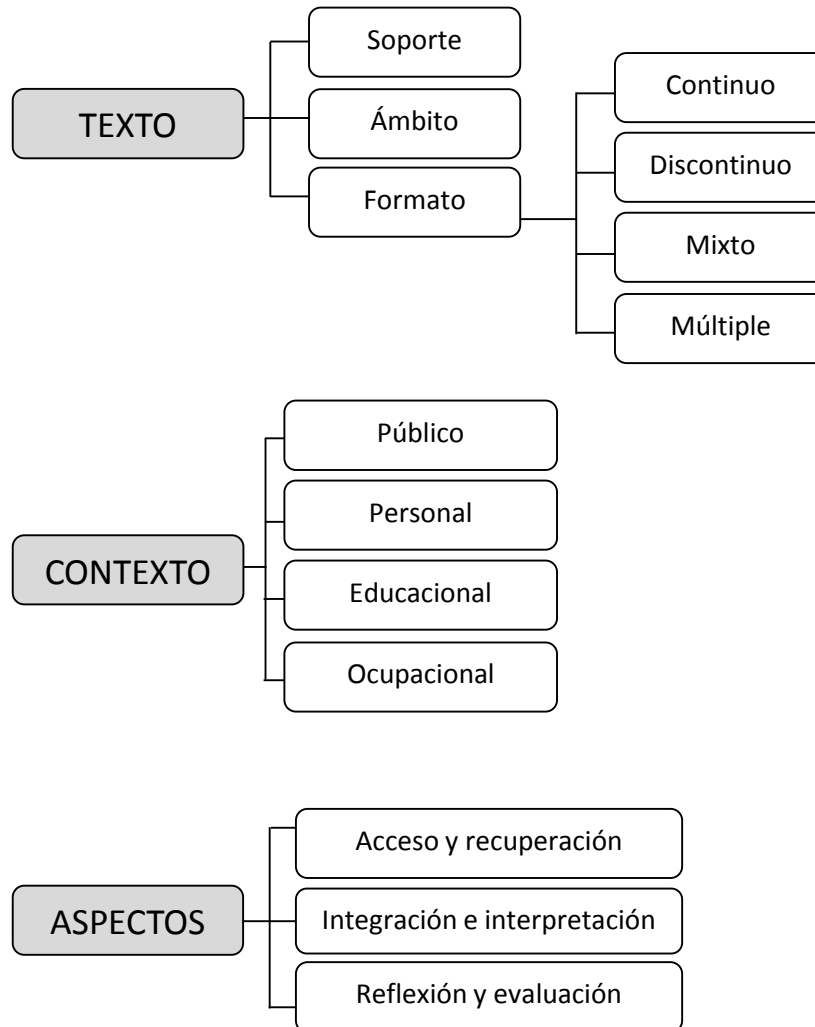 TEXTO
Soporte
Ámbito
Formato
Continuo
Discontinuo
Mixto
Múltiple
CONTEXTO
Público
Personal
Educacional
Ocupacional
ASPECTOS
Acceso y recuperación
Integración e interpretación
Reflexión y evaluación